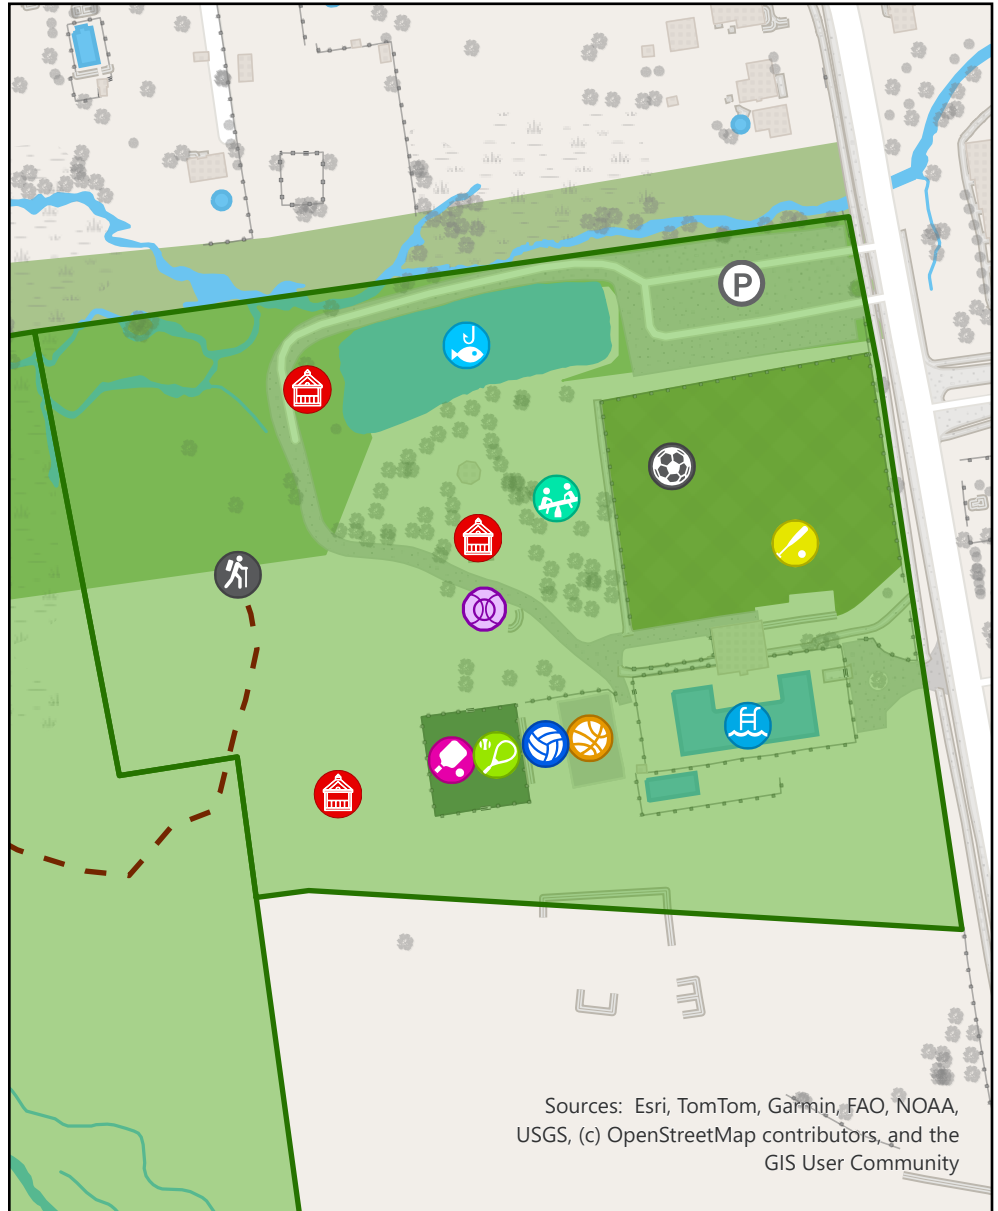 P
Sources: Esri, TomTom, Garmin, FAO, NOAA,
USGS, (c) OpenStreetMap contributors, and the
GIS User Community